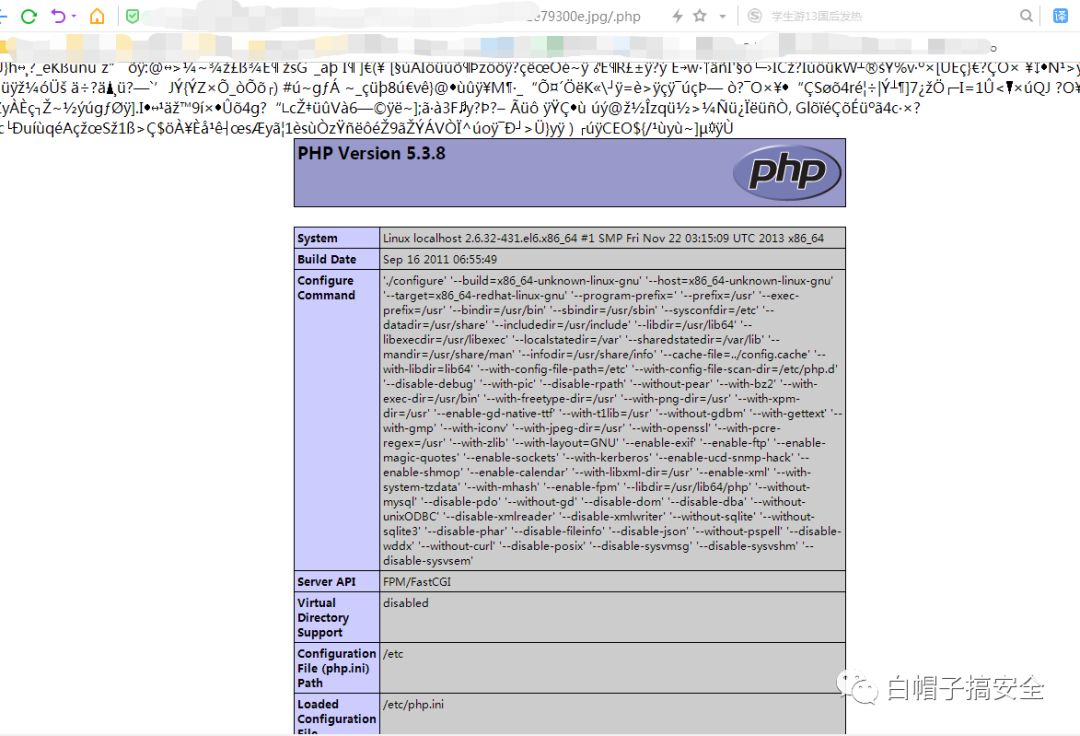 e79300e.jpg/.php
学生游13国后发热
译
PHP Version 5.3.8
php
System
Linux localhost 2.6.32-431.el6.x86_64 #1 SMP Fri Nov 22 03:15:09 UTC 2013 x86_64
Build Date
Sep 16 2011 06:55:49
Configure
Command
'./configure' '--build=x86_64-unknown-linux-gnu' '--host=x86_64-unknown-linux-gnu'
'--target=x86_64-redhat-linux-gnu' '--program-prefix=' '--prefix=/usr' '--exec-
prefix=/usr' '--bindir=/usr/bin' '--sbindir=/usr/sbin' '--sysconfdir=/etc' '--
datadir=/usr/share' '--includedir=/usr/include' '--libdir=/usr/lib64' '--
libexecdir=/usr/libexec' '--localstatedir=/var' '--sharedstatedir=/var/lib' '--
mandir=/usr/share/man' '--infodir=/usr/share/info' '--cache-file=../config.cache' '--
with-libdir=lib64' '--with-config-file-path=/etc' '--with-config-file-scan-dir=/etc/php.d'
'--disable-debug' '--with-pic' '--disable-rpath' '--without-pear' '--with-bz2' '--with-
exec-dir=/usr/bin' '--with-freetype-dir=/usr' '--with-png-dir=/usr' '--with-xpm-
dir=/usr' '--enable-gd-native-ttf' '--with-t1lib=/usr' '--without-gdbm' '--with-gettext' '--
with-gmp' '--with-iconv' '--with-jpeg-dir=/usr' '--with-openssl' '--with-pcre-
regex=/usr' '--with-zlib' '--with-layout=GNU' '--enable-exif' '--enable-ftp' '--enable-
magic-quotes' '--enable-sockets' '--with-kerberos' '--enable-ucd-snmp-hack' '--
enable-shmop' '--enable-calendar' '--with-libxml-dir=/usr' '--enable-xml' '--with-
system-tzdata' '--with-mhash' '--enable-fpm' '--libdir=/usr/lib64/php' '--without-
mysql' '--disable-pdo' '--without-gd' '--disable-dom' '--disable-dba' '--without-
unixODBC' '--disable-xmlreader' '--disable-xmlwriter' '--without-sqlite' '--without-
sqlite3' '--disable-phar' '--disable-fileinfo' '--disable-json' '--without-pspell' '--disable-
wddx' '--without-curl' '--disable-posix' '--disable-sysvmsg' '--disable-sysvshm' '--
disable-sysvsem'
Server API
FPM/FastCGI
Virtual
Directory
Support
disabled
Configuration
File (php.ini)
Path
/etc
Loaded
Configuration
File
/etc/php.ini
白帽子搞安全